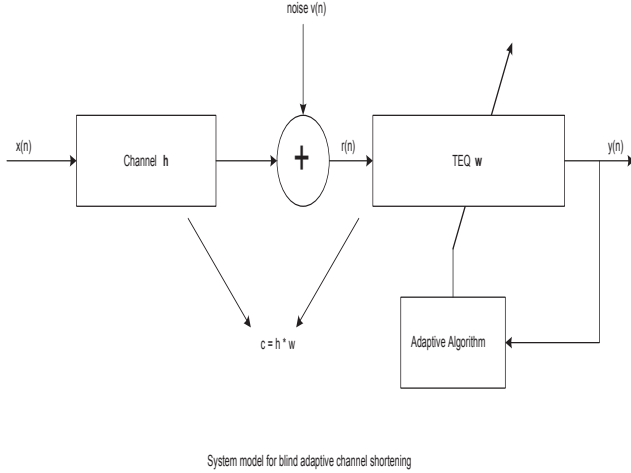 noise v(n)
x(n)
Channel h
+
r(n)
TEQ w
y(n)
c = h * w
Adaptive Algorithm
System model for blind adaptive channel shortening